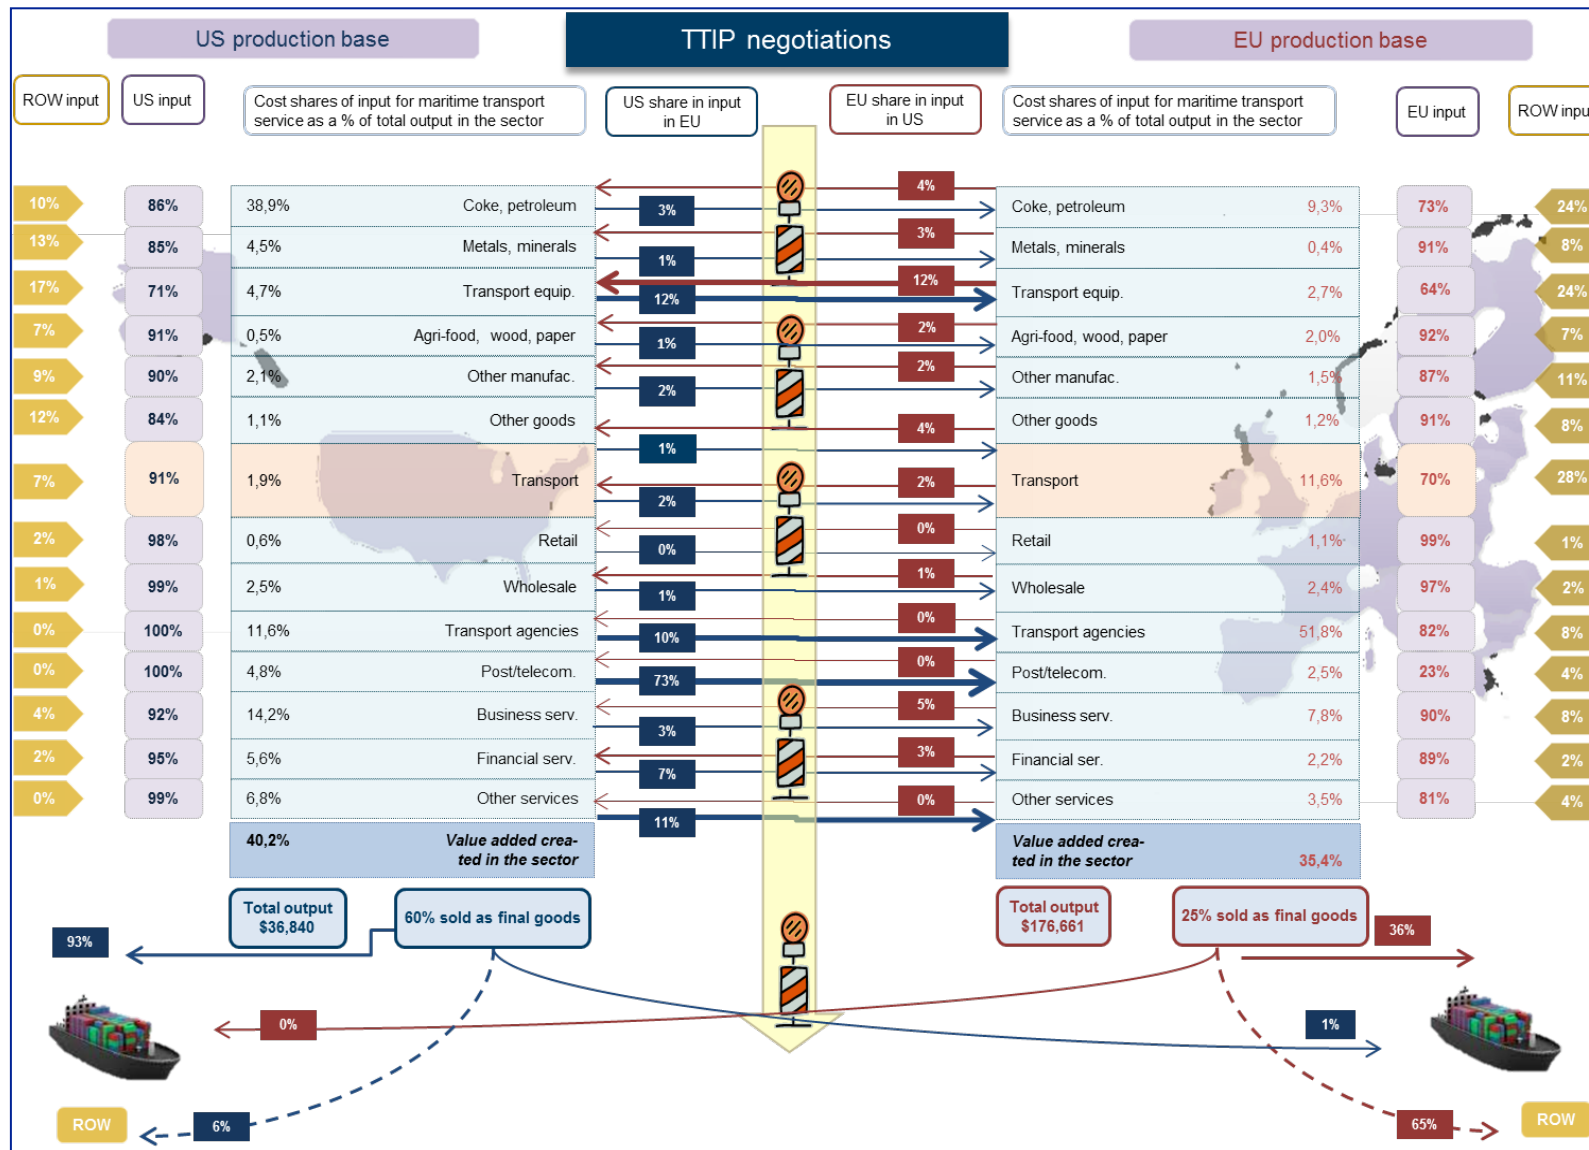 US production base
TTIP negotiations
EU production base
ROW input
US input
Cost shares of input for maritime transport
service as a % of total output in the sector
US share in input
in EU
EU share in input
in US
Cost shares of input for maritime transport
service as a % of total output in the sector
EU input
ROW input
10% 86% 38,9% Coke, petroleum 3% 4% Coke, petroleum 9,3% 73% 24%
13% 85% 4,5% Metals, minerals 1% 3% Metals, minerals 0,4% 91% 8%
17% 71% 4,7% Transport equip. 12% 12% Transport equip. 2,7% 64% 24%
7% 91% 0,5% Agri-food, wood, paper 1% 2% Agri-food, wood, paper 2,0% 92% 7%
9% 90% 2,1% Other manufac. 2% 2% Other manufac. 1,5% 87% 11%
12% 84% 1,1% Other goods 1% 4% Other goods 1,2% 91% 8%
7% 91% 1,9% Transport 2% 2% Transport 11,6% 70% 28%
2% 98% 0,6% Retail 0% 0% Retail 1,1% 99% 1%
1% 99% 2,5% Wholesale 1% 1% Wholesale 2,4% 97% 2%
0% 100% 11,6% Transport agencies 10% 0% Transport agencies 51,8% 82% 8%
0% 100% 4,8% Post/telecom. 73% 0% Post/telecom. 2,5% 23% 4%
4% 92% 14,2% Business serv. 3% 5% Business serv. 7,8% 90% 8%
2% 95% 5,6% Financial serv. 7% 3% Financial ser. 2,2% 89% 2%
0% 99% 6,8% Other services 11% 0% Other services 3,5% 81% 4%
40,2% Value added crea-
ted in the sector
Value added crea-
ted in the sector 35,4%
Total output
$36,840
60% sold as final goods
Total output
$176,661
25% sold as final goods
93%
36%
0%
1%
ROW
6%
65%
ROW